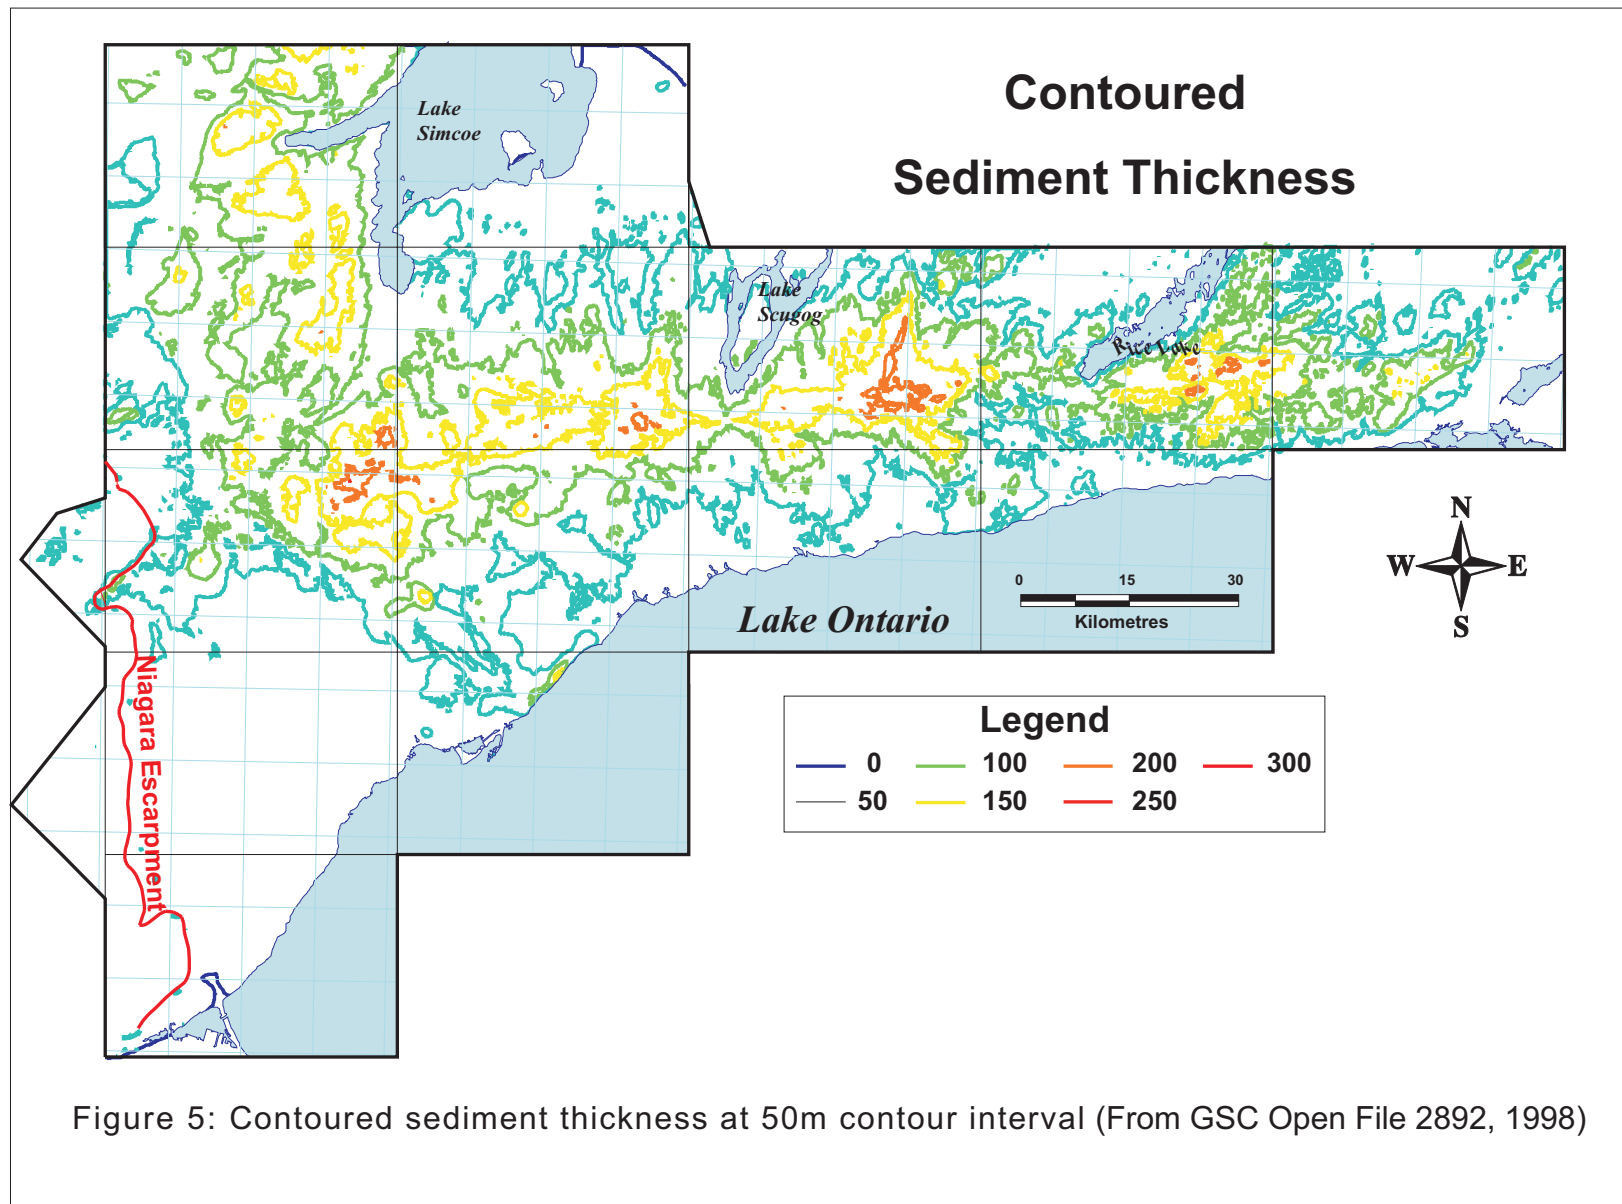 Contoured
Sediment Thickness
Lake
Simcoe
Lake
Scugog
Rice Lake
N
W E
S
0 15 30
Kilometres
Lake Ontario
Niagara Escarpment
Legend
0 100 200 300
50 150 250
Figure 5: Contoured sediment thickness at 50m contour interval (From GSC Open File 2892, 1998)